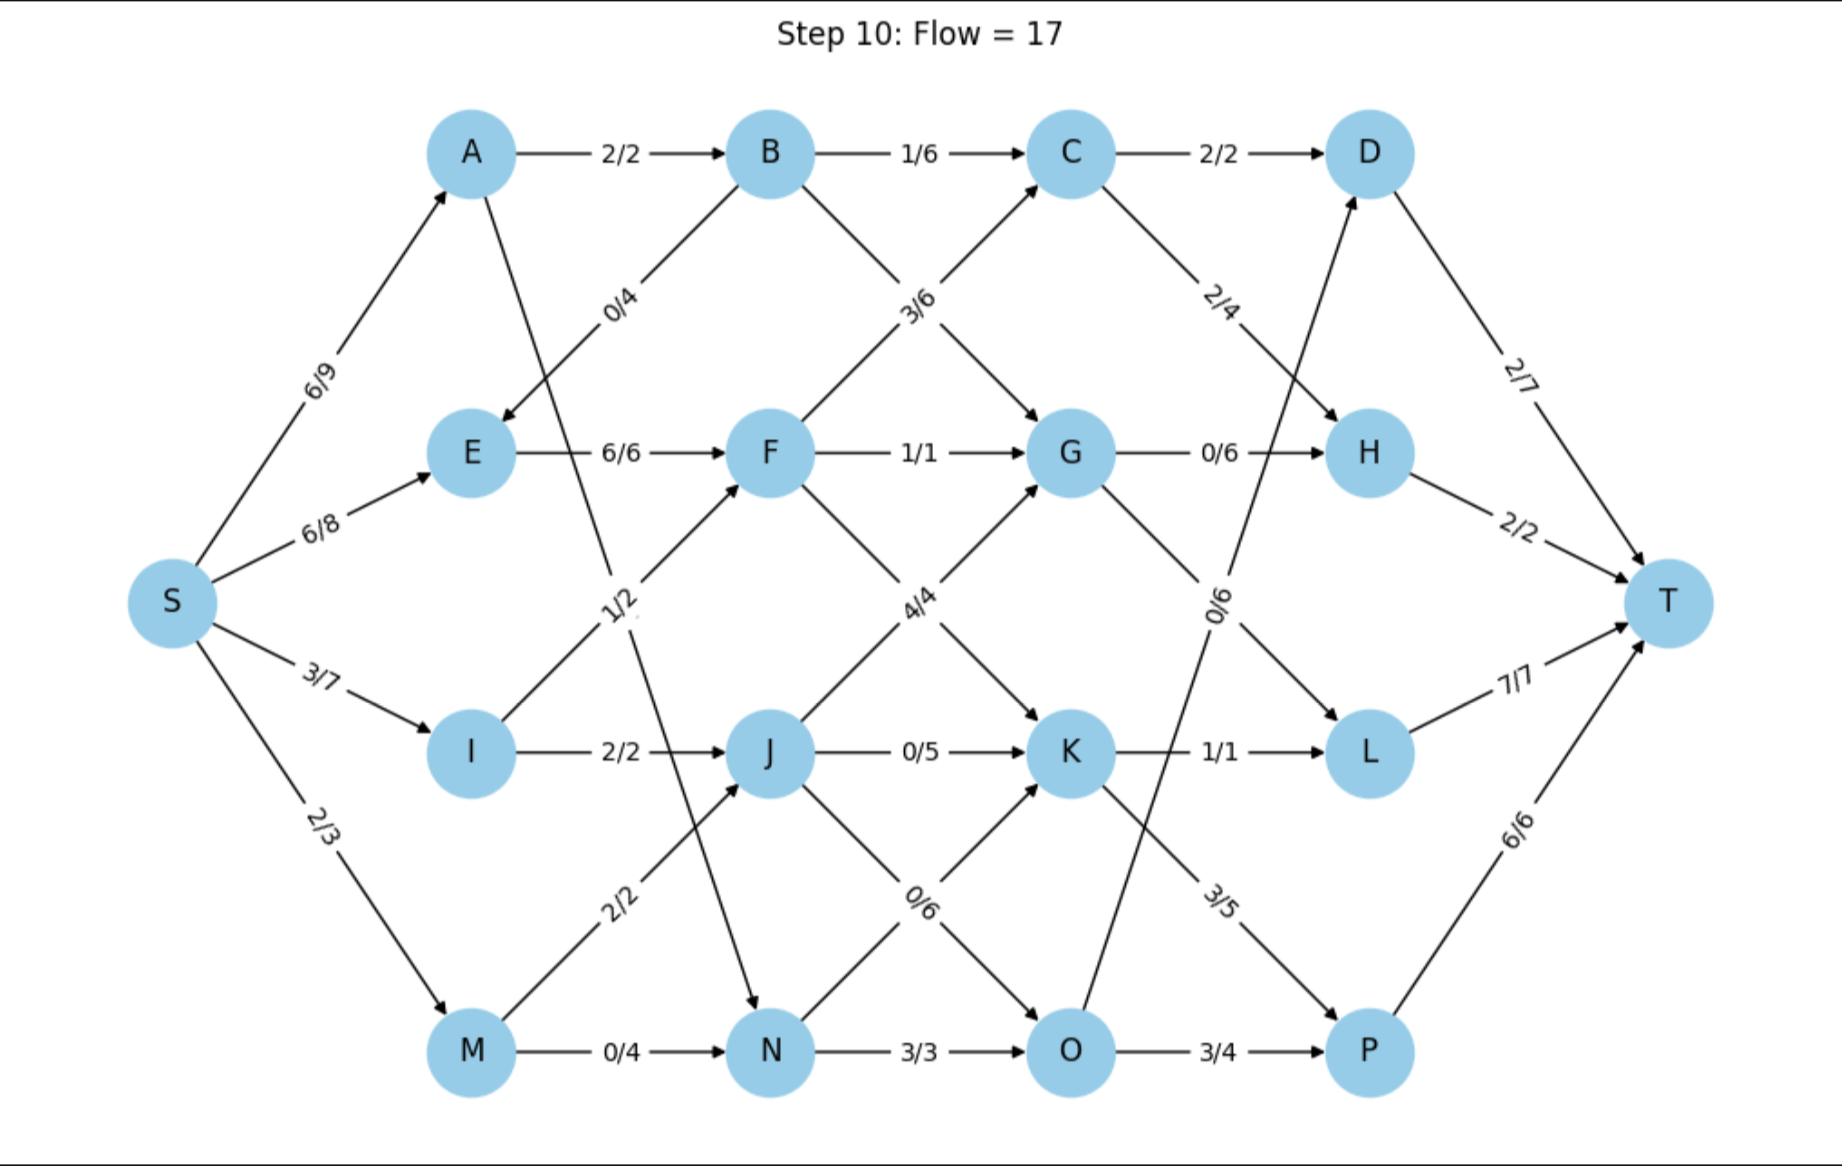 Step 10: Flow = 17
A 2/2 B 1/6 C 2/2 D
0/4 3/6 2/4
6/9 2/7
E 6/6 F 1/1 G 0/6 H
6/8 2/2
S 1/2 4/4 0/6 T
3/7 7/7
I 2/2 J 0/5 K 1/1 L
2/3 6/6
2/2 0/6 3/5
M 0/4 N 3/3 O 3/4 P